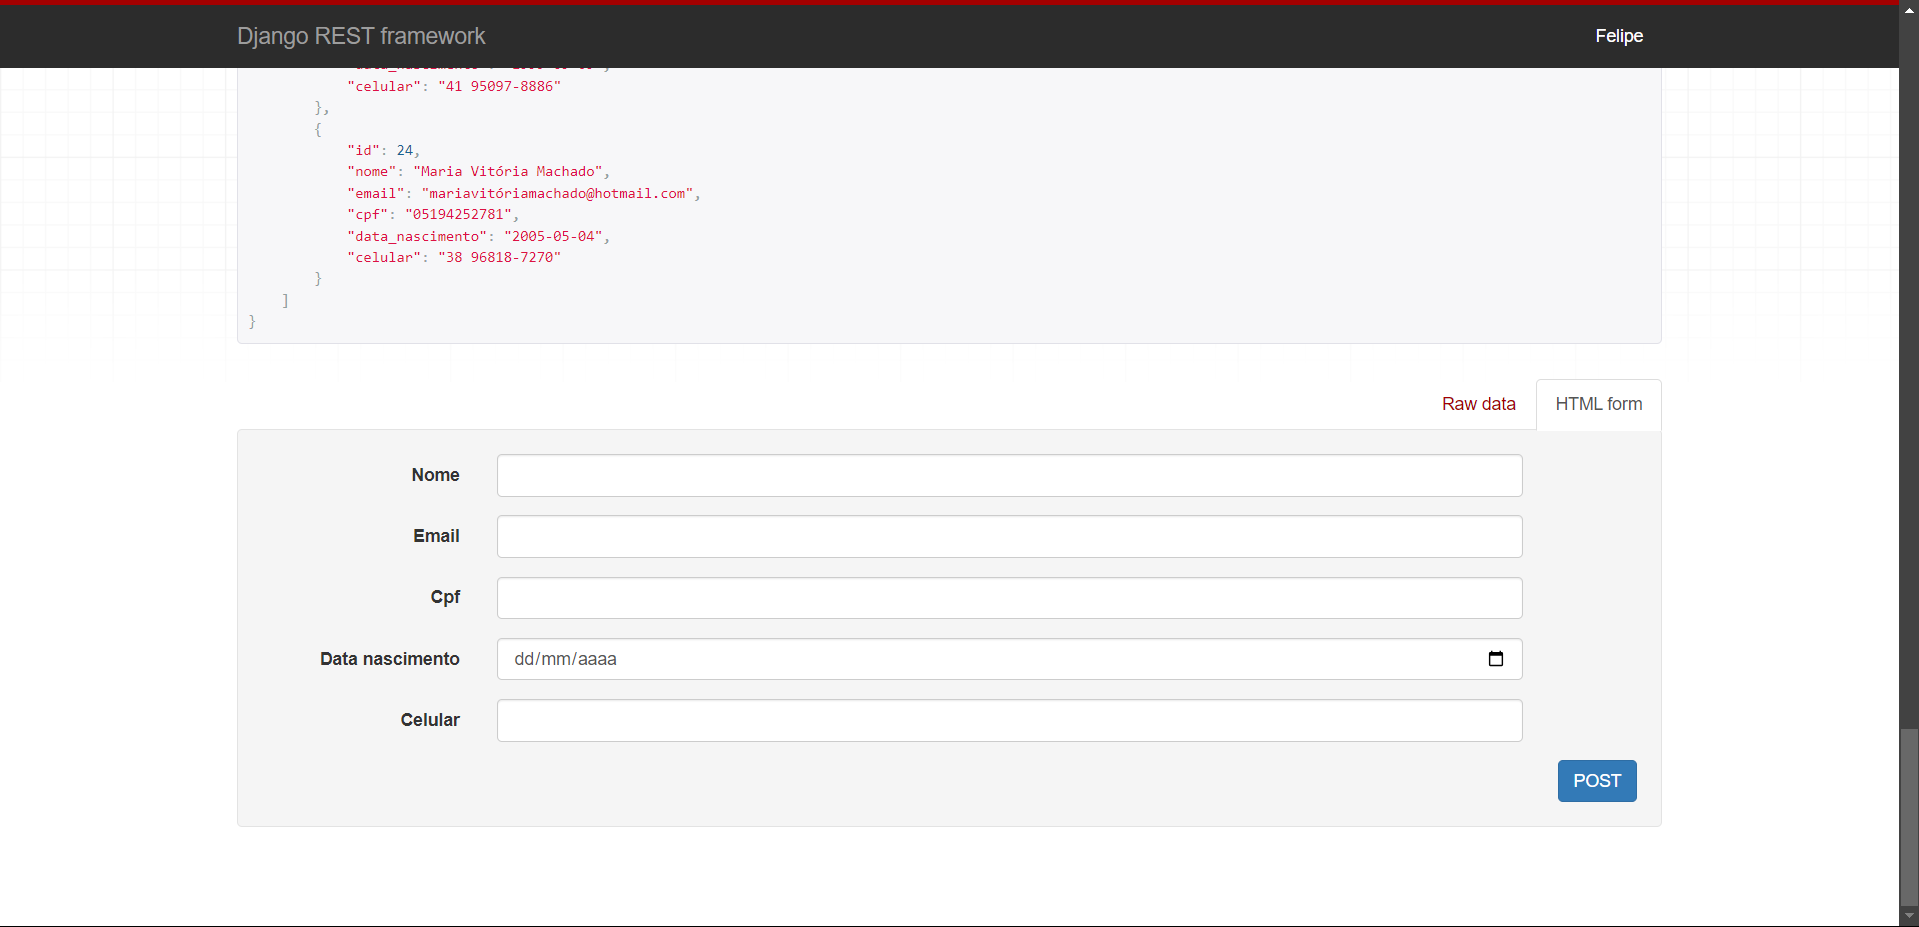 Django REST framework
Felipe
"celular": "41 95097-8886"
},
{
"id": 24,
"nome": "Maria Vitória Machado",
"email": "mariavitóriamachado@hotmail.com",
"cpf": "05194252781",
"data_nascimento": "2005-05-04",
"celular": "38 96818-7270"
}
]
}
Raw data
HTML form
Nome
Email
Cpf
Data nascimento
dd/mm/aaaa
Celular
POST